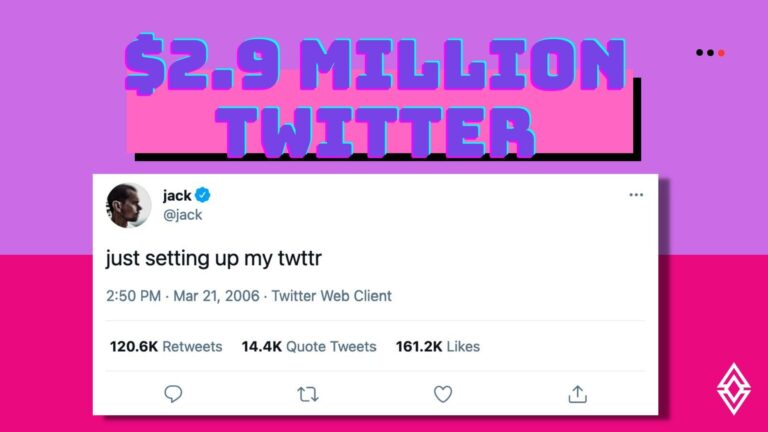 $2.9 MILLION
TWITTER
jack
@jack
just setting up my twttr
2:50 PM · Mar 21, 2006 · Twitter Web Client
120.6K Retweets 14.4K Quote Tweets 161.2K Likes